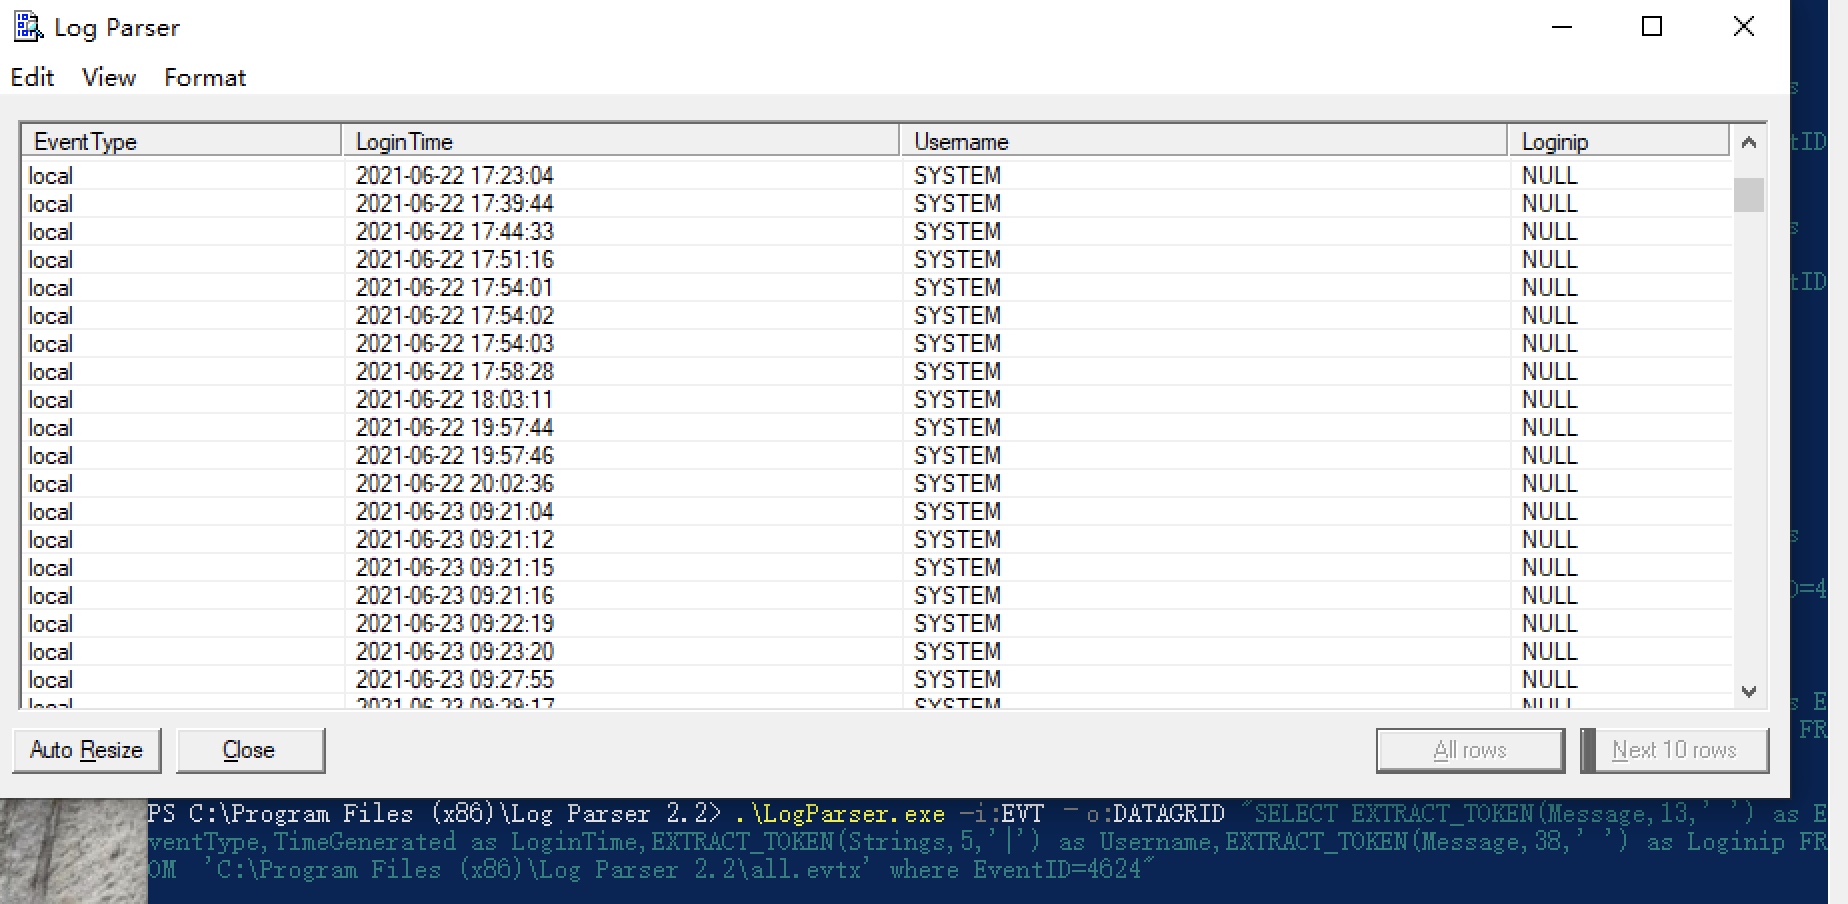 Log Parser
Edit View Format
EventType LoginTime Username Loginip
local 2021-06-22 17:23:04 SYSTEM NULL
local 2021-06-22 17:39:44 SYSTEM NULL
local 2021-06-22 17:44:33 SYSTEM NULL
local 2021-06-22 17:51:16 SYSTEM NULL
local 2021-06-22 17:54:01 SYSTEM NULL
local 2021-06-22 17:54:02 SYSTEM NULL
local 2021-06-22 17:54:03 SYSTEM NULL
local 2021-06-22 17:58:28 SYSTEM NULL
local 2021-06-22 18:03:11 SYSTEM NULL
local 2021-06-22 19:57:44 SYSTEM NULL
local 2021-06-22 19:57:46 SYSTEM NULL
local 2021-06-22 20:02:36 SYSTEM NULL
local 2021-06-23 09:21:04 SYSTEM NULL
local 2021-06-23 09:21:12 SYSTEM NULL
local 2021-06-23 09:21:15 SYSTEM NULL
local 2021-06-23 09:21:16 SYSTEM NULL
local 2021-06-23 09:22:19 SYSTEM NULL
local 2021-06-23 09:23:20 SYSTEM NULL
local 2021-06-23 09:27:55 SYSTEM NULL
local 2021-06-23 09:29:17 SYSTEM NULL
Auto Resize Close All rows Next 10 rows
PS C:\Program Files (x86)\Log Parser 2.2> .\LogParser.exe -i:EVT -o:DATAGRID "SELECT EXTRACT_TOKEN(Message,13,' ') as E
ventType,TimeGenerated as LoginTime,EXTRACT_TOKEN(Strings,5,'|') as Username,EXTRACT_TOKEN(Message,38,' ') as Loginip FR
OM 'C:\Program Files (x86)\Log Parser 2.2\all.evtx' where EventID=4624"